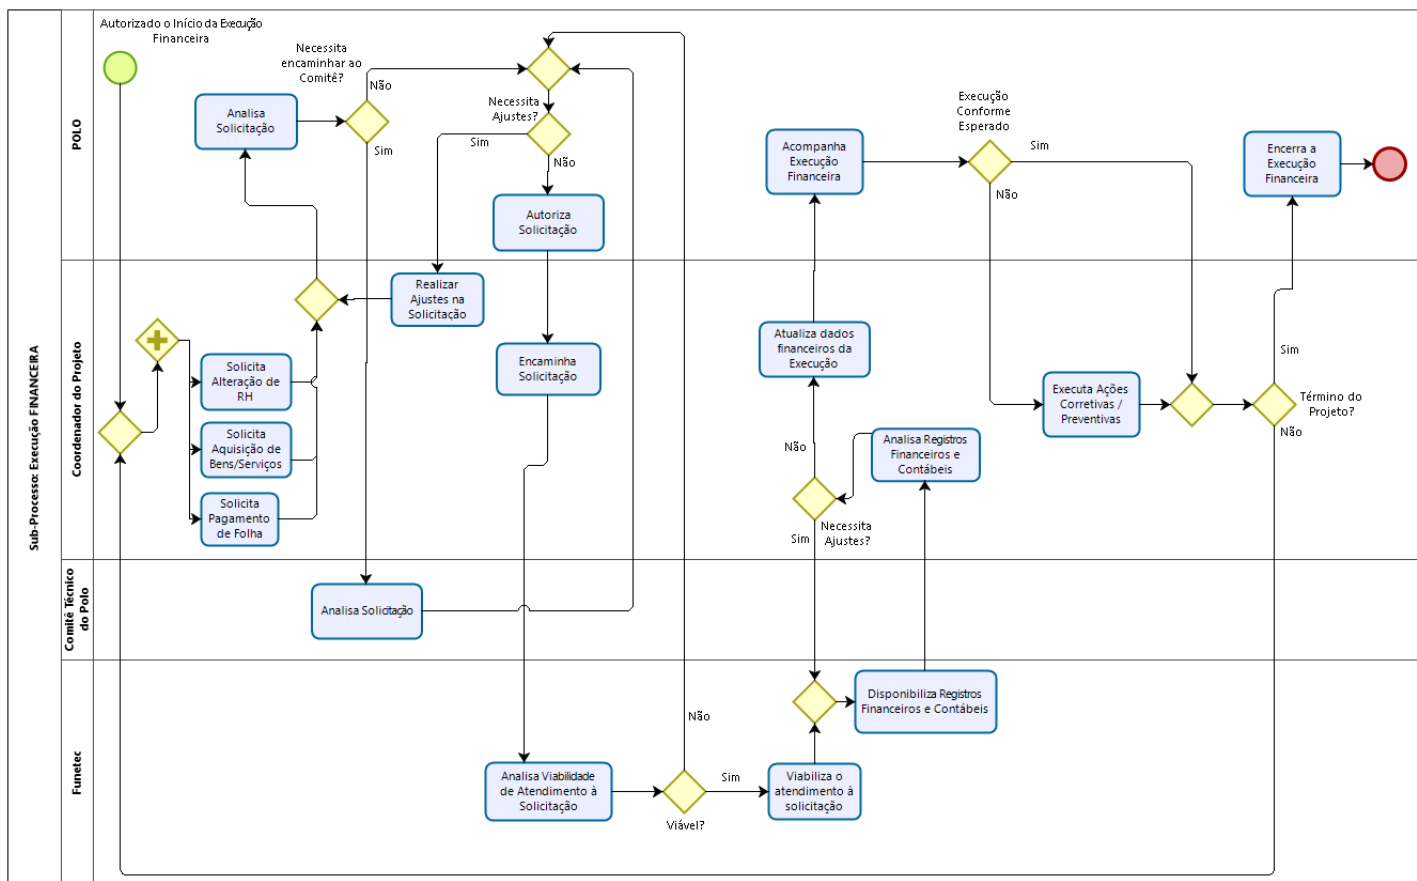 Sub-Processo: Execução FINANCEIRA
POLO
Autorizado o Início da Execução
Financeira
Analisa
Solicitação
Necessita
encaminhar ao
Comitê?
Não
Sim
Necessita
Ajustes?
Sim
Não
Autoriza
Solicitação
Acompanha
Execução
Financeira
Execução
Conforme
Esperado
Sim
Não
Encerra a
Execução
Financeira
Coordenador do Projeto
Solicita
Alteração de
RH
Solicita
Aquisição de
Bens/Serviços
Solicita
Pagamento
de Folha
Realizar
Ajustes na
Solicitação
Encaminha
Solicitação
Atualiza dados
financeiros da
Execução
Não
Analisa Registros
Financeiros e
Contábeis
Necessita
Ajustes?
Sim
Executa Ações
Corretivas /
Preventivas
Sim
Término do
Projeto?
Não
Comitê Técnico
do Polo
Analisa Solicitação
Funetec
Analisa Viabilidade
de Atendimento à
Solicitação
Não
Sim
Viável?
Viabiliza o
atendimento à
solicitação
Disponibiliza Registros
Financeiros e Contábeis